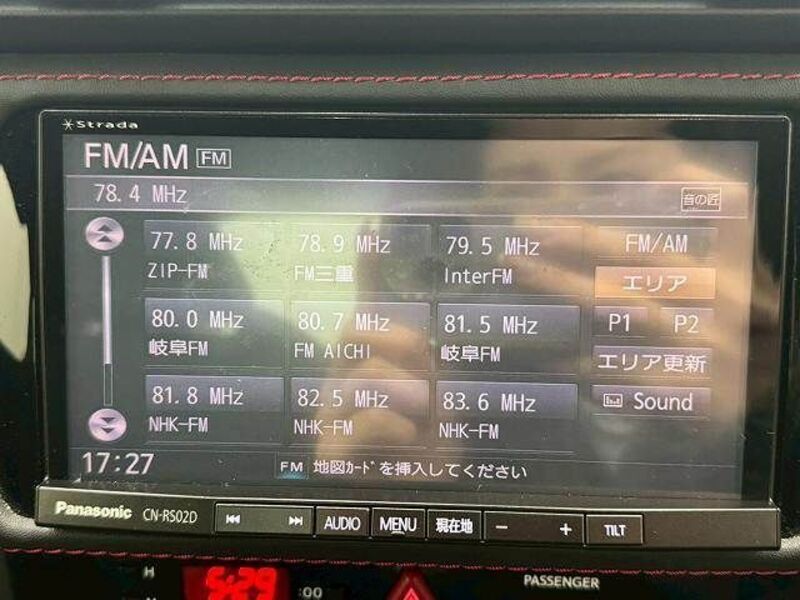 Strada
FM/AM FM
78.4 MHz 音の匠
77.8 MHz 78.9 MHz 79.5 MHz FM/AM
ZIP-FM FM三重 InterFM エリア
80.0 MHz 80.7 MHz 81.5 MHz P1 P2
岐阜FM FM AICHI 岐阜FM エリア更新
81.8 MHz 82.5 MHz 83.6 MHz Sound
NHK-FM NHK-FM NHK-FM
17:27 FM 地図ｶｰﾄﾞを挿入してください
Panasonic CN-RS02D AUDIO MENU 現在地 − + TILT
H 5:29 :00 PASSENGER